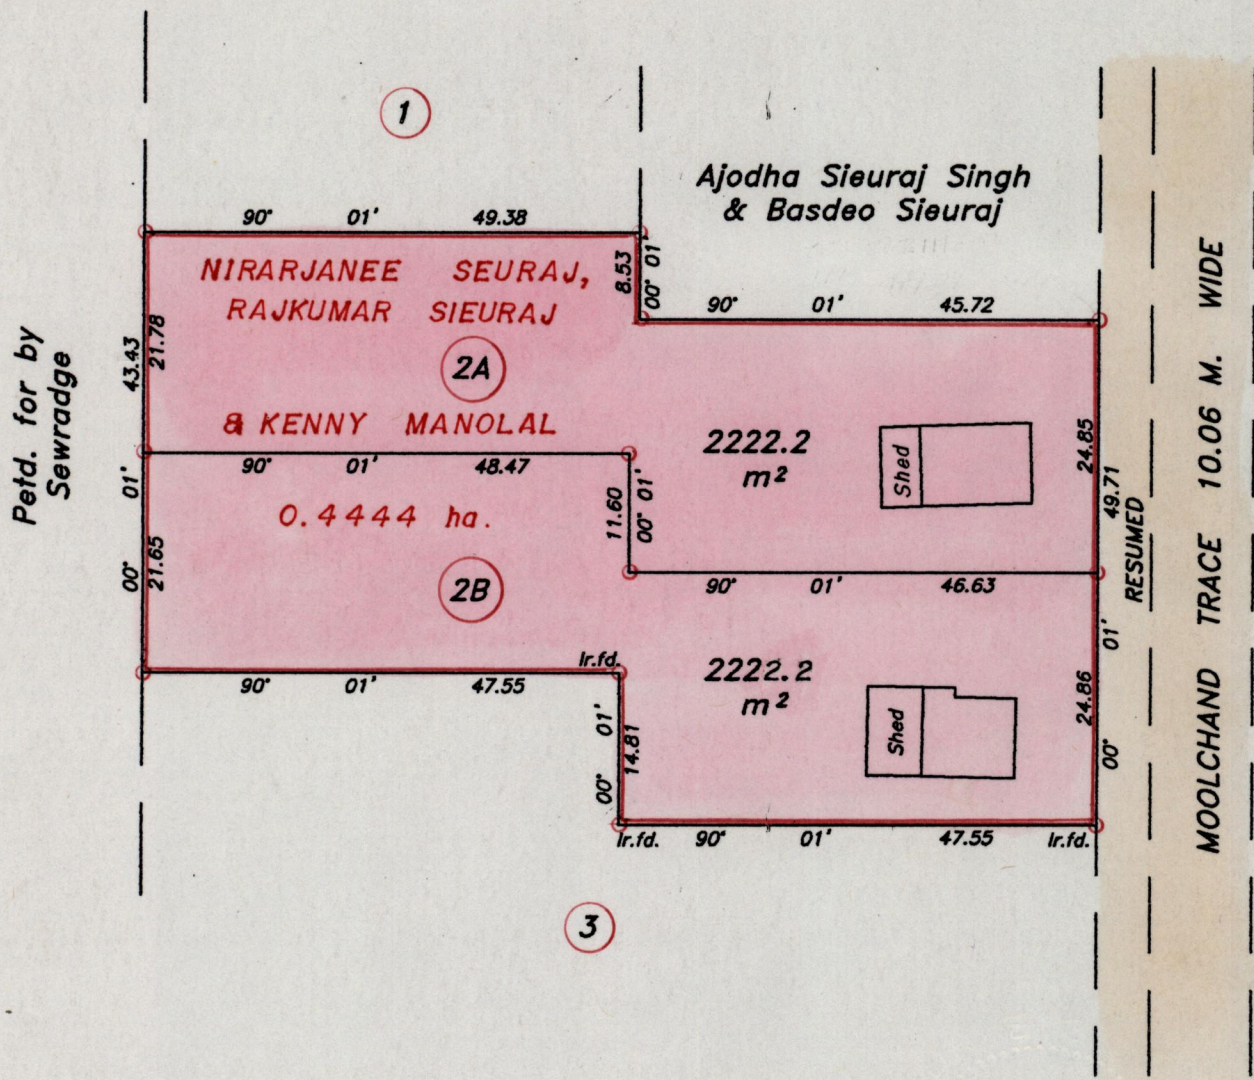 1
Ajodha Sieuraj Singh
& Basdeo Sieuraj
90° 01' 49.38
NIRARJANEE SEURAJ,
RAJKUMAR SIEURAJ
8.53
00° 01'
90° 01' 45.72
Petd. for by
Sewradge
43.43
21.78
2A
& KENNY MANOLAL
2222.2
m²
Shed
24.85
49.71
RESUMED
MOOLCHAND TRACE 10.06 M. WIDE
90° 01' 48.47
00° 01'
11.60
00° 01'
0.4444 ha.
21.65
2B
90° 01' 46.63
Ir.fd.
90° 01' 47.55
2222.2
m²
00° 01'
14.81
Shed
24.86
00° 01'
Ir.fd. 90° 01' 47.55 Ir.fd.
3